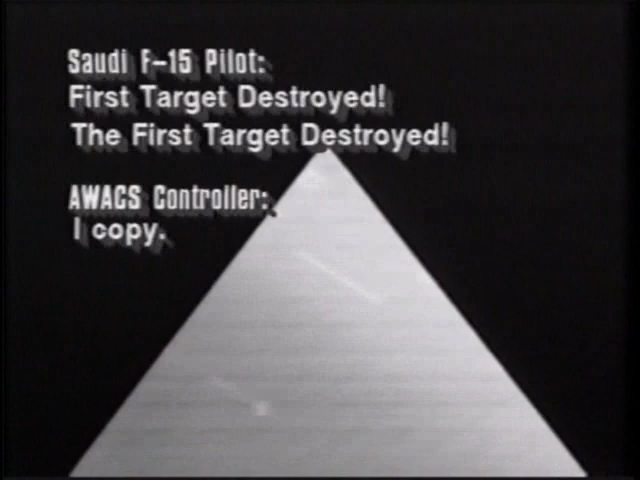 Saudi F-15 Pilot:
First Target Destroyed!
The First Target Destroyed!
AWACS Controller:
I copy.